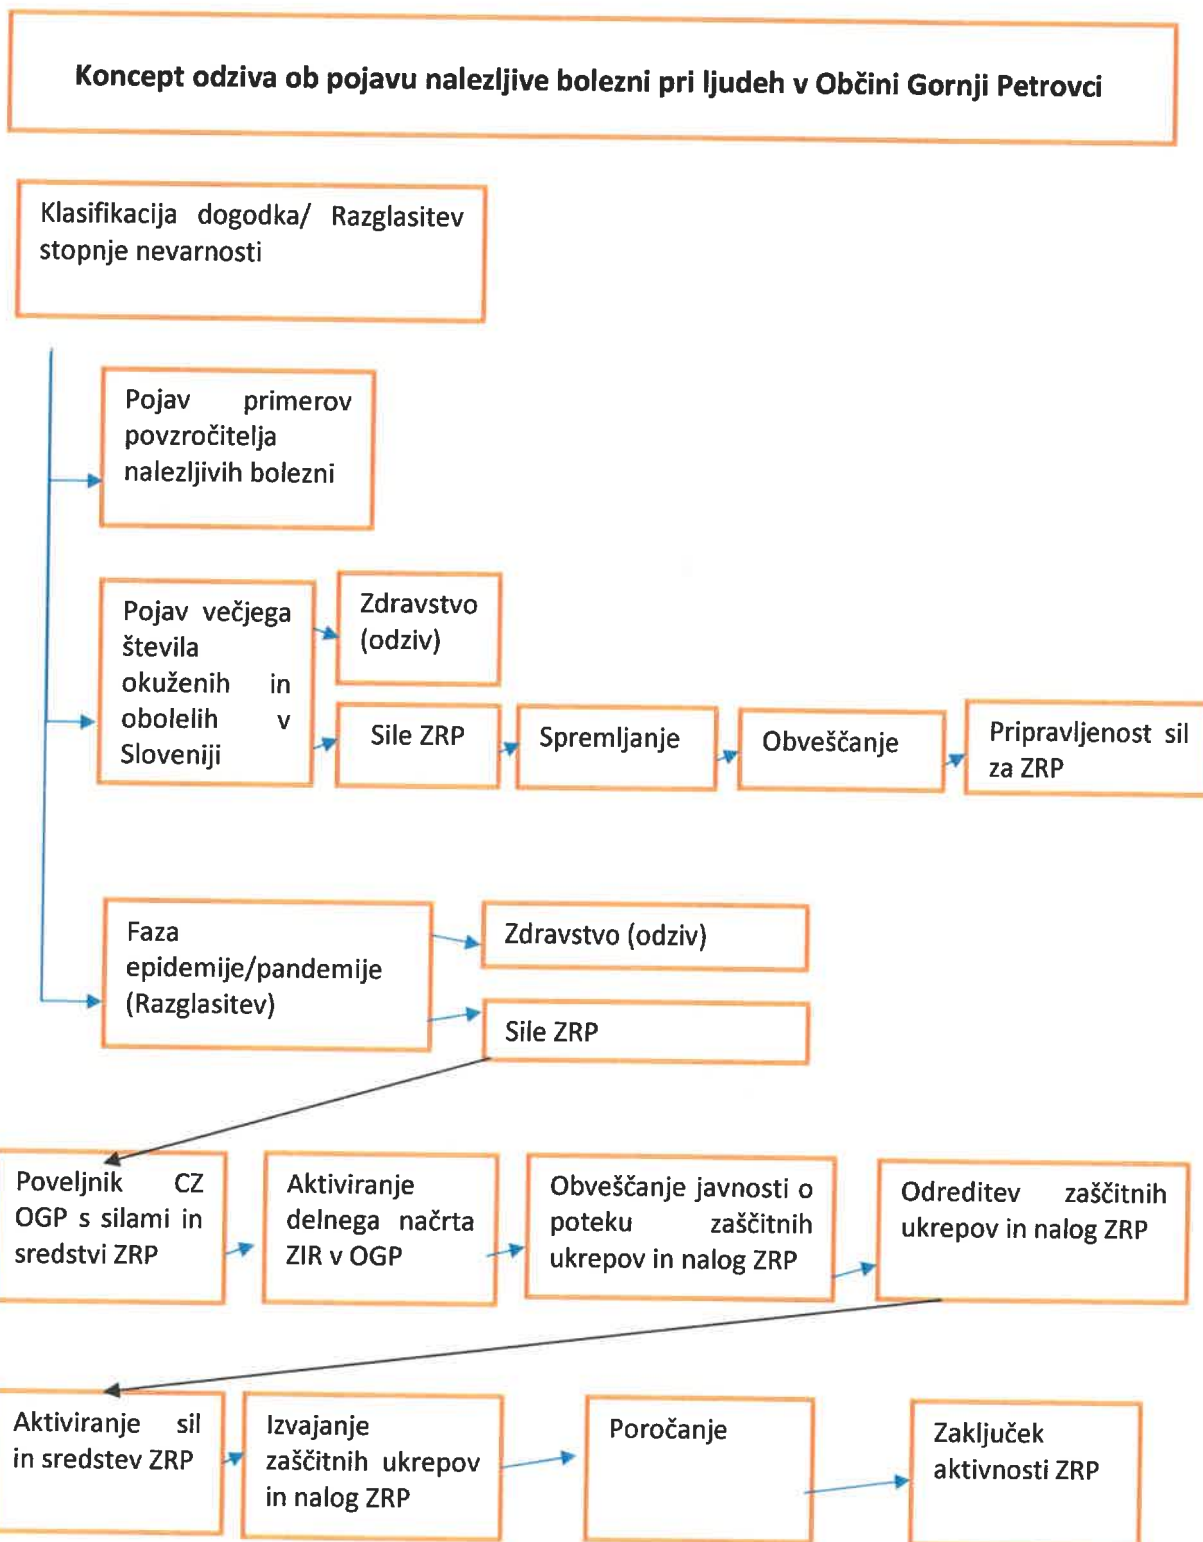 Koncept odziva ob pojavu nalezljive bolezni pri ljudeh v Občini Gornji Petrovci
Klasifikacija dogodka/ Razglasitev
stopnje nevarnosti
Pojav primerov
povzročitelja
nalezljivih bolezni
Pojav večjega
števila
okuženih in
obolelih v
Sloveniji
Zdravstvo
(odziv)
Sile ZRP
Spremljanje
Obveščanje
Pripravljenost sil
za ZRP
Faza
epidemije/pandemije
(Razglasitev)
Zdravstvo (odziv)
Sile ZRP
Poveljnik CZ
OGP s silami in
sredstvi ZRP
Aktiviranje
delnega načrta
ZIR v OGP
Obveščanje javnosti o
poteku zaščitnih
ukrepov in nalog ZRP
Odreditev zaščitnih
ukrepov in nalog ZRP
Aktiviranje sil
in sredstev ZRP
Izvajanje
zaščitnih ukrepov
in nalog ZRP
Poročanje
Zaključek
aktivnosti ZRP